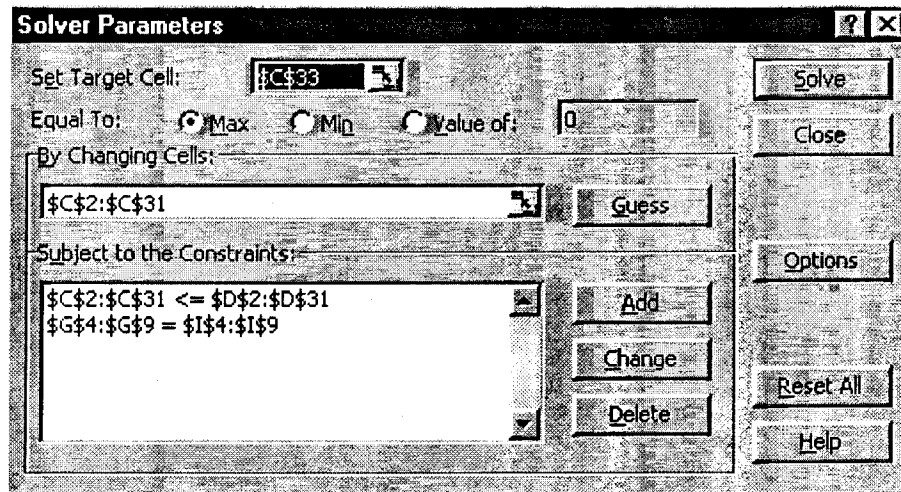 Solver Parameters
Set Target Cell: $C$33 Solve
Equal To: Max Min Value of: 0 Close
By Changing Cells:
$C$2:$C$31 Guess
Subject to the Constraints: Options
$C$2:$C$31 <= $D$2:$D$31 Add
$G$4:$G$9 = $I$4:$I$9
Change
Reset All
Delete
Help